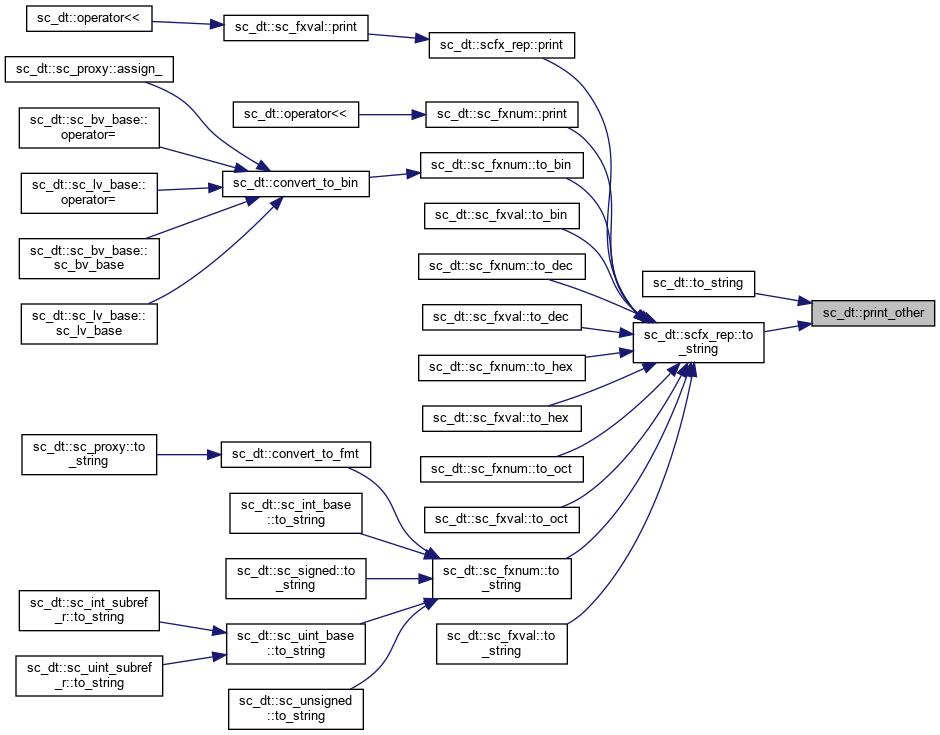 sc_dt::operator<<
sc_dt::sc_fxval::print
sc_dt::scfx_rep::print
sc_dt::sc_proxy::assign_
sc_dt::operator<<
sc_dt::sc_fxnum::print
sc_dt::sc_bv_base::
operator=
sc_dt::sc_fxnum::to_bin
sc_dt::convert_to_bin
sc_dt::sc_lv_base::
operator=
sc_dt::sc_fxval::to_bin
sc_dt::sc_bv_base::
sc_bv_base
sc_dt::sc_fxnum::to_dec
sc_dt::to_string
sc_dt::sc_lv_base::
sc_lv_base
sc_dt::sc_fxval::to_dec
sc_dt::print_other
sc_dt::scfx_rep::to
_string
sc_dt::sc_fxnum::to_hex
sc_dt::sc_fxval::to_hex
sc_dt::sc_proxy::to
_string
sc_dt::convert_to_fmt
sc_dt::sc_fxnum::to_oct
sc_dt::sc_int_base
::to_string
sc_dt::sc_fxval::to_oct
sc_dt::sc_signed::to
_string
sc_dt::sc_fxnum::to
_string
sc_dt::sc_int_subref
_r::to_string
sc_dt::sc_uint_base
::to_string
sc_dt::sc_fxval::to
_string
sc_dt::sc_uint_subref
_r::to_string
sc_dt::sc_unsigned
::to_string